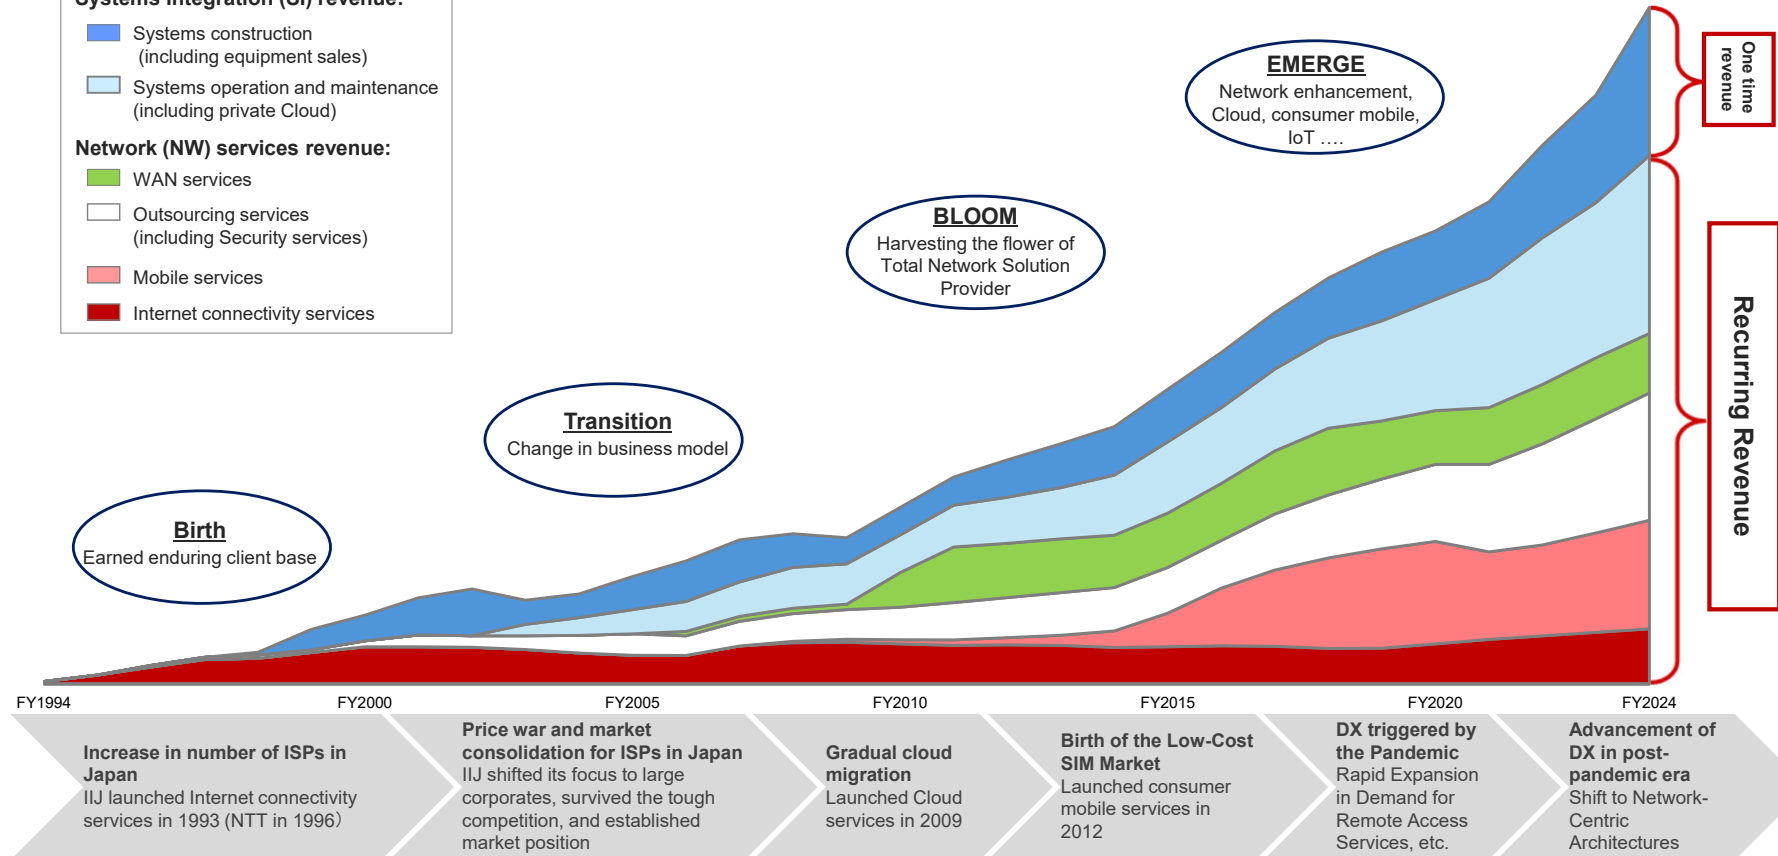 Systems Integration (SI) revenue:
Systems construction
(including equipment sales)
Systems operation and maintenance
(including private Cloud)
Network (NW) services revenue:
WAN services
Outsourcing services
(including Security services)
Mobile services
Internet connectivity services
Birth
Earned enduring client base
Transition
Change in business model
BLOOM
Harvesting the flower of
Total Network Solution
Provider
EMERGE
Network enhancement,
Cloud, consumer mobile,
IoT ….
One time
revenue
Recurring Revenue
FY1994
FY2000
FY2005
FY2010
FY2015
FY2020
FY2024
Increase in number of ISPs in
Japan
IIJ launched Internet connectivity
services in 1993 (NTT in 1996）
Price war and market
consolidation for ISPs in Japan
IIJ shifted its focus to large
corporates, survived the tough
competition, and established
market position
Gradual cloud
migration
Launched Cloud
services in 2009
Birth of the Low-Cost
SIM Market
Launched consumer
mobile services in
2012
DX triggered by
the Pandemic
Rapid Expansion
in Demand for
Remote Access
Services, etc.
Advancement of
DX in post-
pandemic era
Shift to Network-
Centric
Architectures